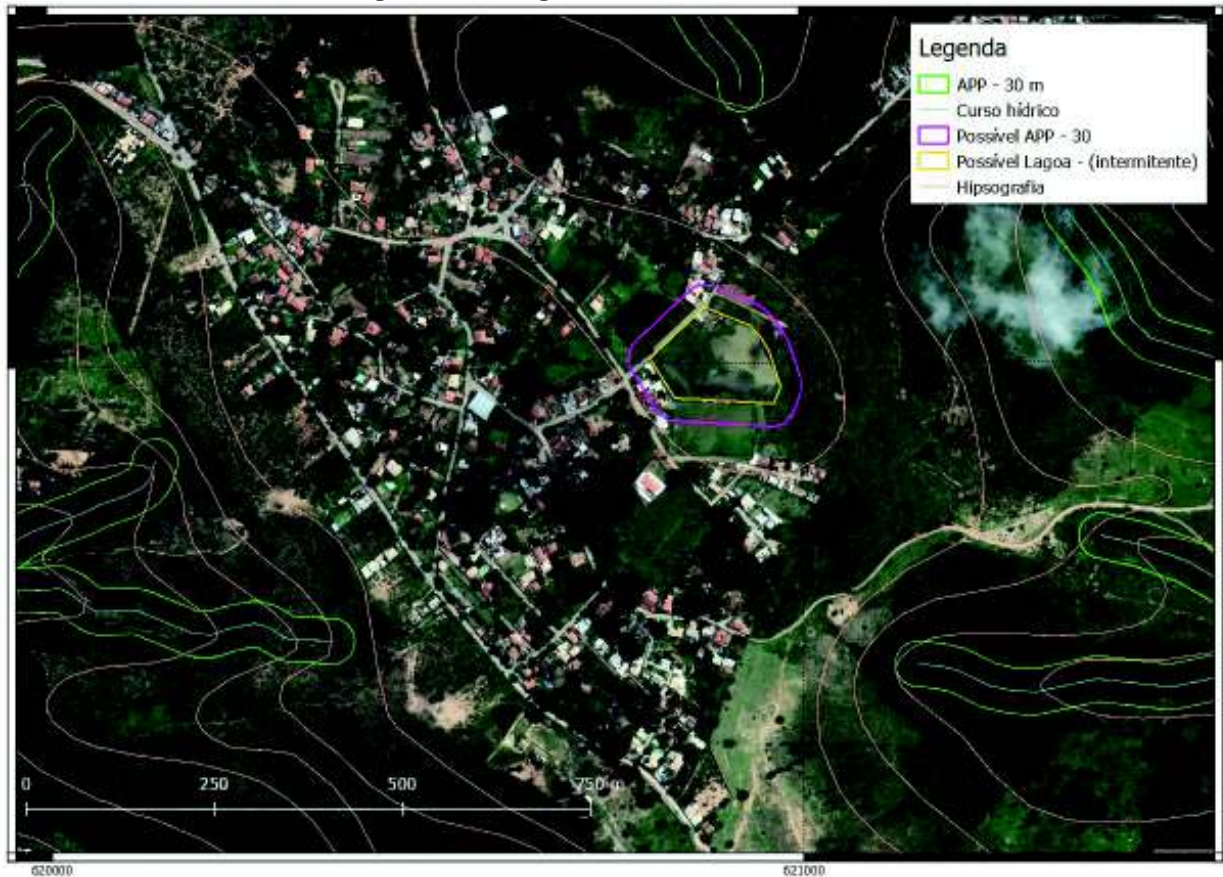 Legenda
APP - 30 m
Curso hídrico
Possível APP - 30
Possível Lagoa - (intermitente)
Hipsografia
0 250 500 750 m
620000 621000